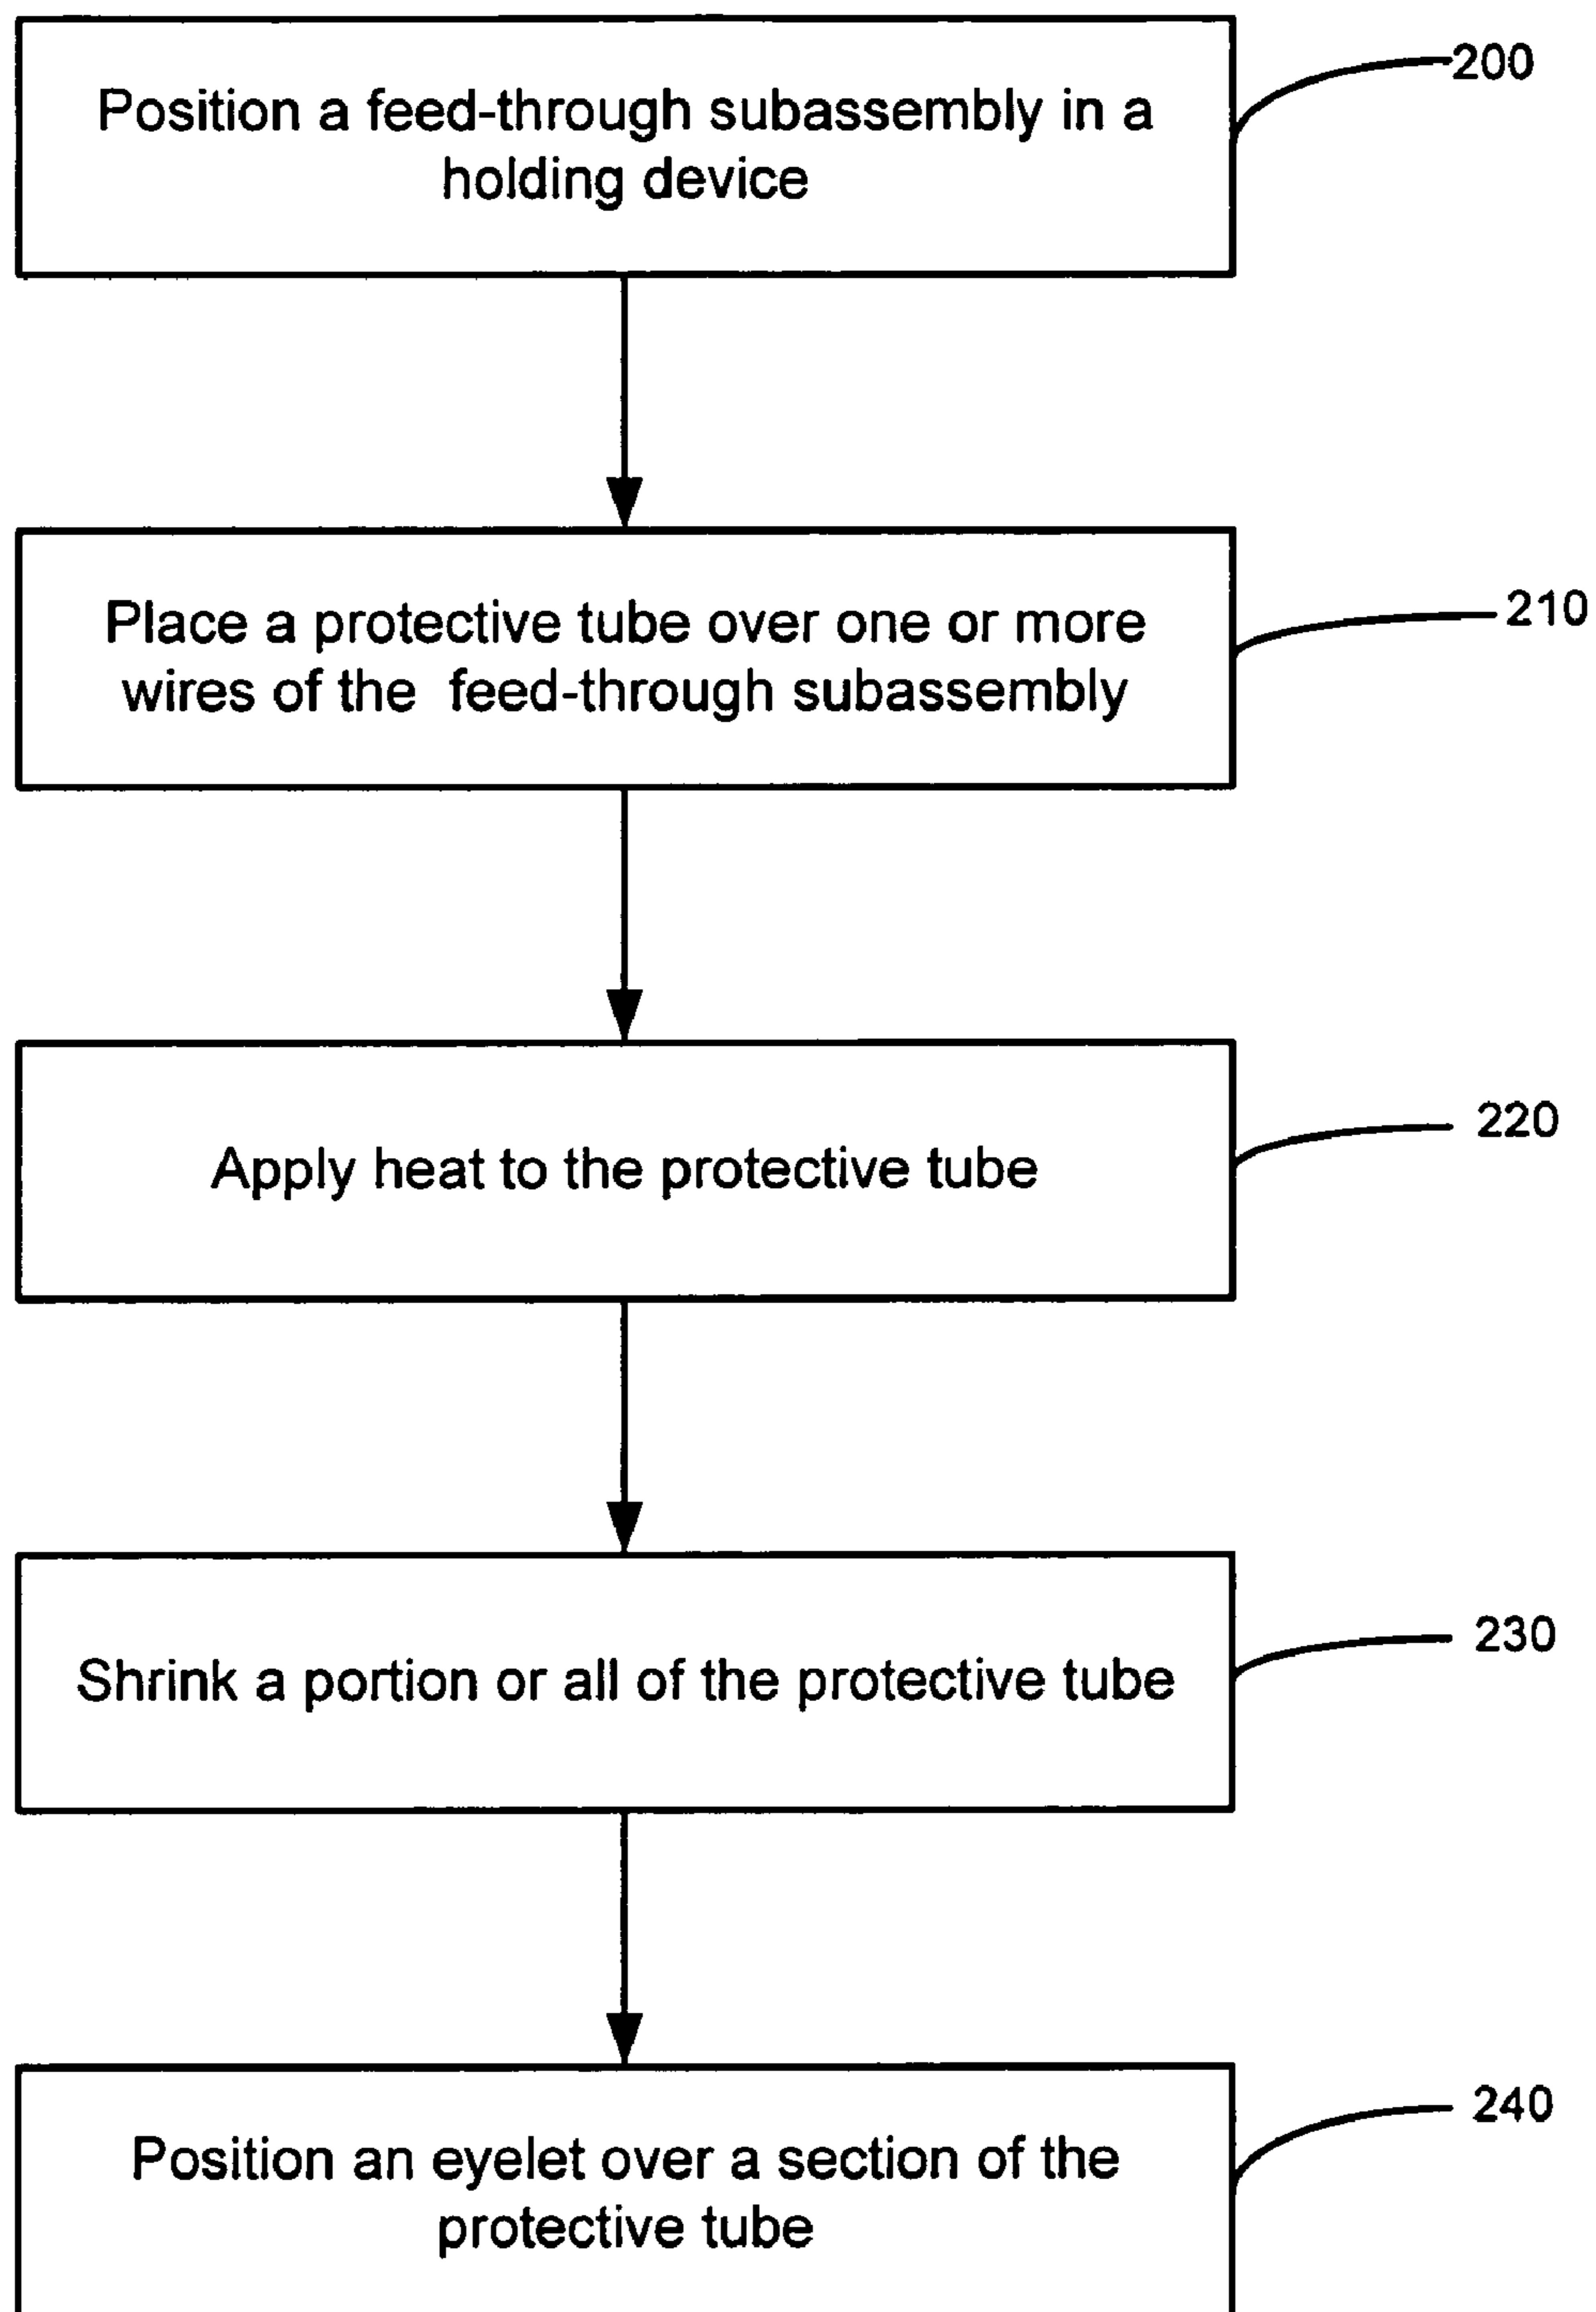 Position a feed-through subassembly in a
holding device
200
Place a protective tube over one or more
wires of the feed-through subassembly
210
Apply heat to the protective tube
220
Shrink a portion or all of the protective tube
230
Position an eyelet over a section of the
protective tube
240